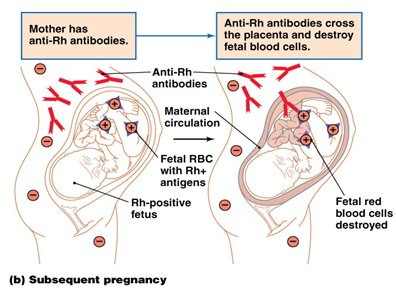 Mother has
anti-Rh antibodies.
Anti-Rh antibodies cross
the placenta and destroy
fetal blood cells.
Anti-Rh
antibodies
Maternal
circulation
Fetal RBC
with Rh+
antigens
Rh-positive
fetus
Fetal red
blood cells
destroyed
(b) Subsequent pregnancy